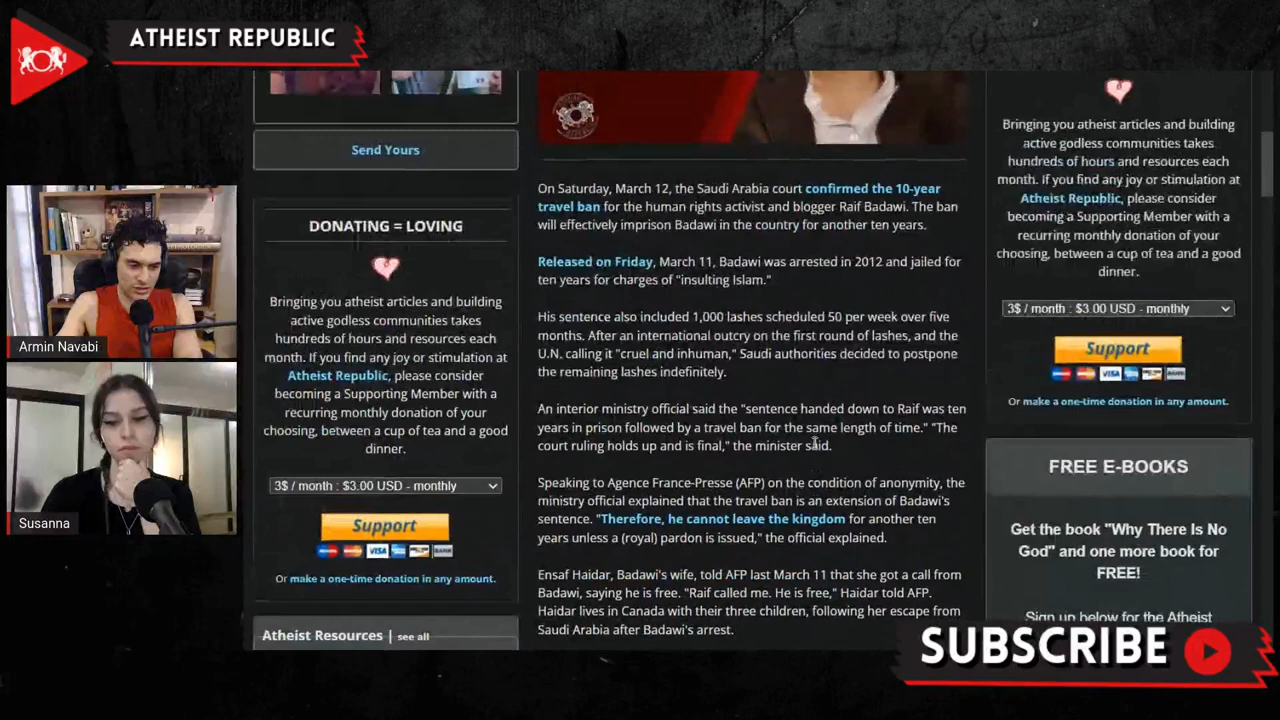 ATHEIST REPUBLIC
Armin Navabi
Susanna
Send Yours
DONATING = LOVING
Bringing you atheist articles and building
active godless communities takes
hundreds of hours and resources each
month. If you find any joy or stimulation at
Atheist Republic, please consider
becoming a Supporting Member with a
recurring monthly donation of your
choosing, between a cup of tea and a good
dinner.
3$ / month : $3.00 USD - monthly
Support
VISA
BANK
Or make a one-time donation in any amount.
Atheist Resources | see all
On Saturday, March 12, the Saudi Arabia court confirmed the 10-year
travel ban for the human rights activist and blogger Raif Badawi. The ban
will effectively imprison Badawi in the country for another ten years.
Released on Friday, March 11, Badawi was arrested in 2012 and jailed for
ten years for charges of "insulting Islam."
His sentence also included 1,000 lashes scheduled 50 per week over five
months. After an international outcry on the first round of lashes, and the
U.N. calling it "cruel and inhuman," Saudi authorities decided to postpone
the remaining lashes indefinitely.
An interior ministry official said the "sentence handed down to Raif was ten
years in prison followed by a travel ban for the same length of time." "The
court ruling holds up and is final," the minister said.
Speaking to Agence France-Presse (AFP) on the condition of anonymity, the
ministry official explained that the travel ban is an extension of Badawi's
sentence. "Therefore, he cannot leave the kingdom for another ten
years unless a (royal) pardon is issued," the official explained.
Ensaf Haidar, Badawi's wife, told AFP last March 11 that she got a call from
Badawi, saying he is free. "Raif called me. He is free," Haidar told AFP.
Haidar lives in Canada with their three children, following her escape from
Saudi Arabia after Badawi's arrest.
Bringing you atheist articles and building
active godless communities takes
hundreds of hours and resources each
month. If you find any joy or stimulation at
Atheist Republic, please consider
becoming a Supporting Member with a
recurring monthly donation of your
choosing, between a cup of tea and a good
dinner.
3$ / month : $3.00 USD - monthly
Support
VISA
BANK
Or make a one-time donation in any amount.
FREE E-BOOKS
Get the book "Why There Is No
God" and one more book for
FREE!
Sign up below for the Atheist
SUBSCRIBE